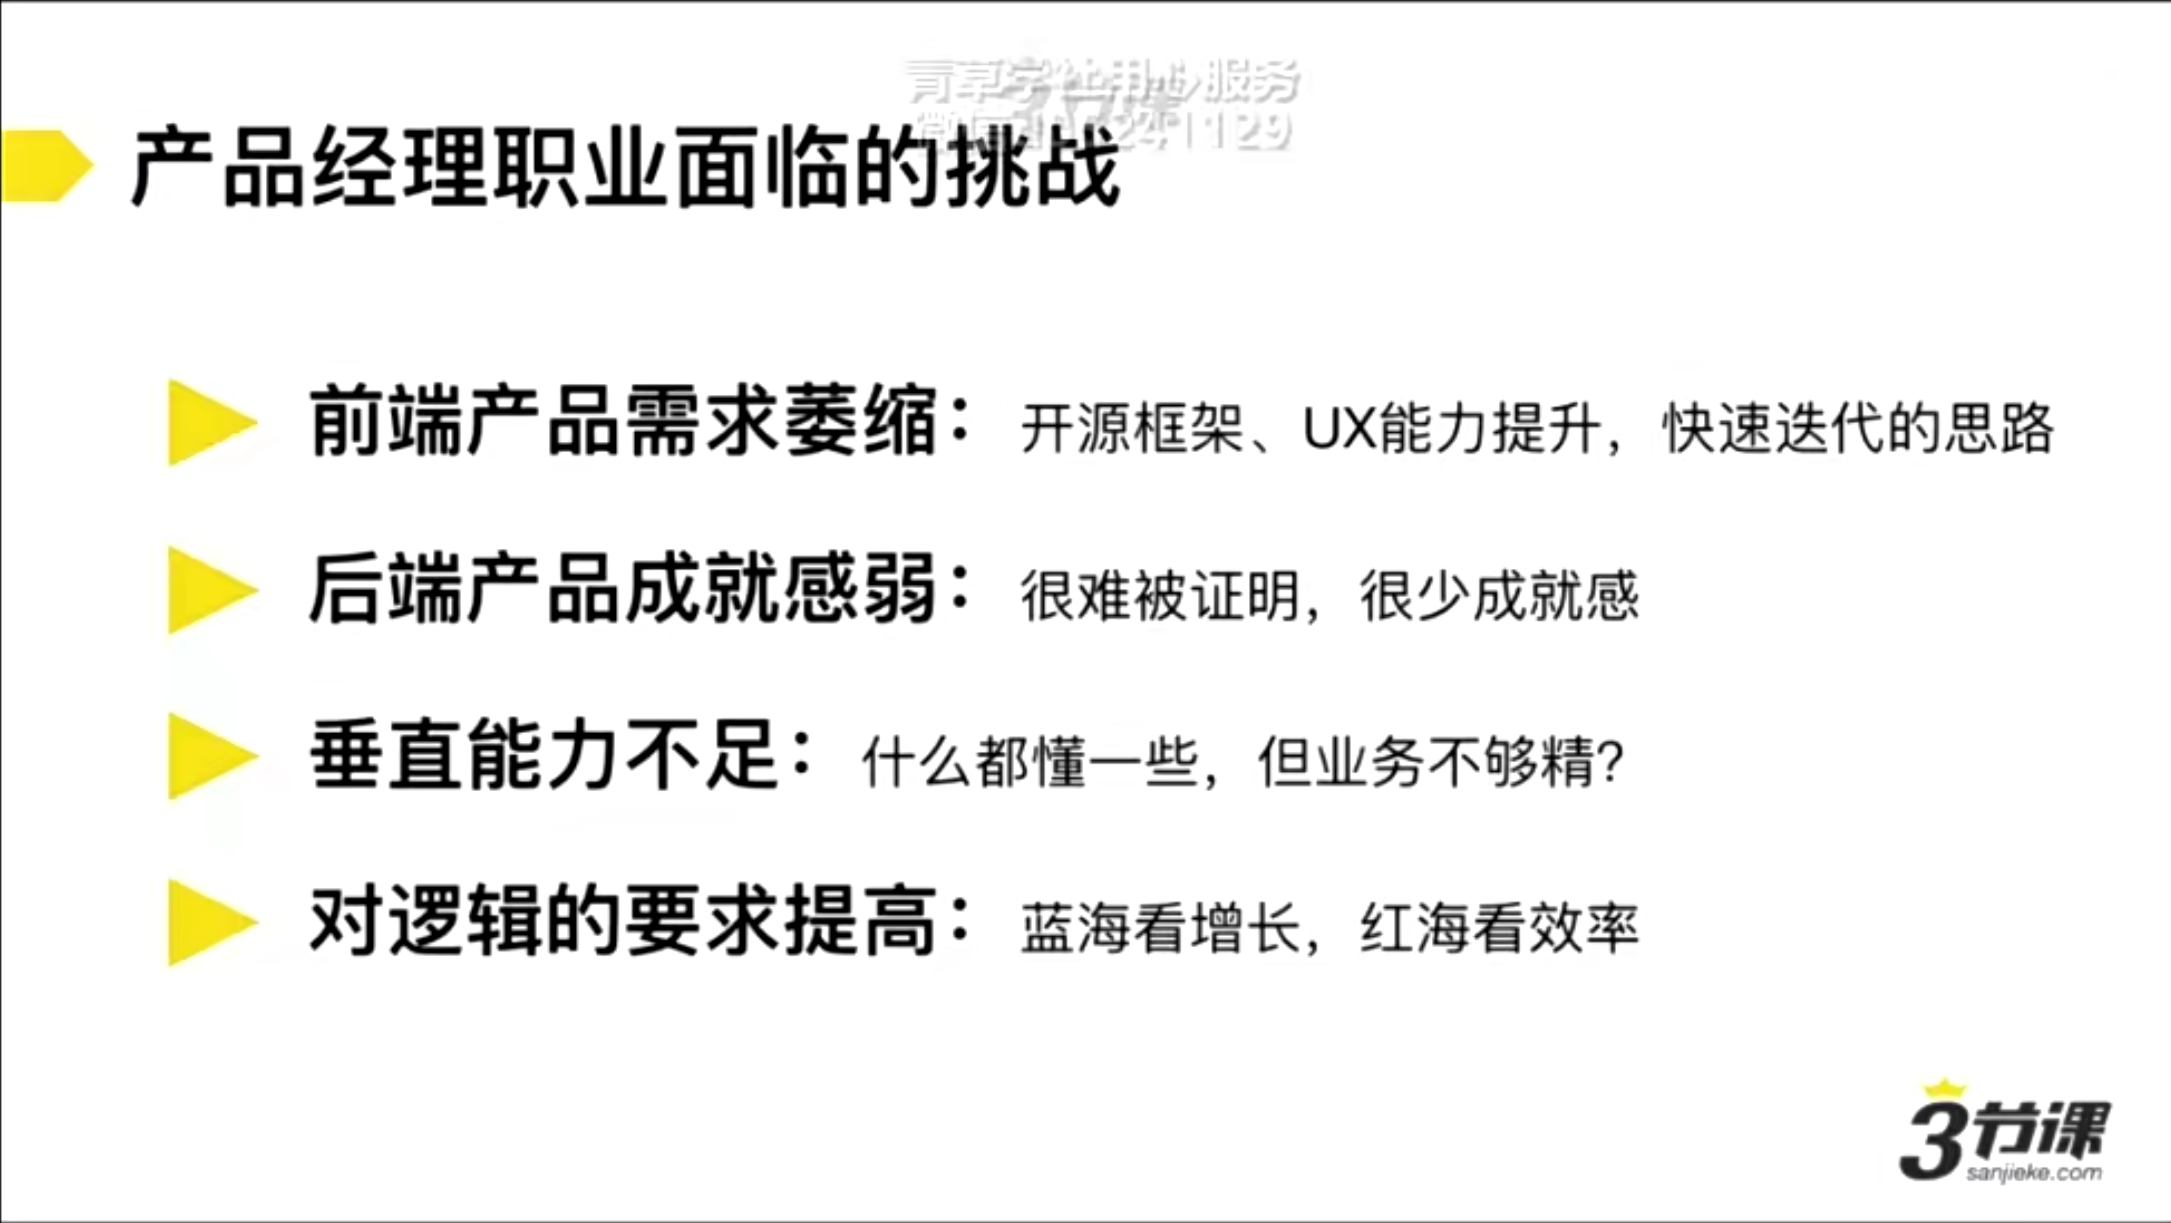 青草学社用心服务
产品经理职业面临的挑战
前端产品需求萎缩：开源框架、UX能力提升，快速迭代的思路
后端产品成就感弱：很难被证明，很少成就感
垂直能力不足：什么都懂一些，但业务不够精？
对逻辑的要求提高：蓝海看增长，红海看效率
3节课
sanjieke.com